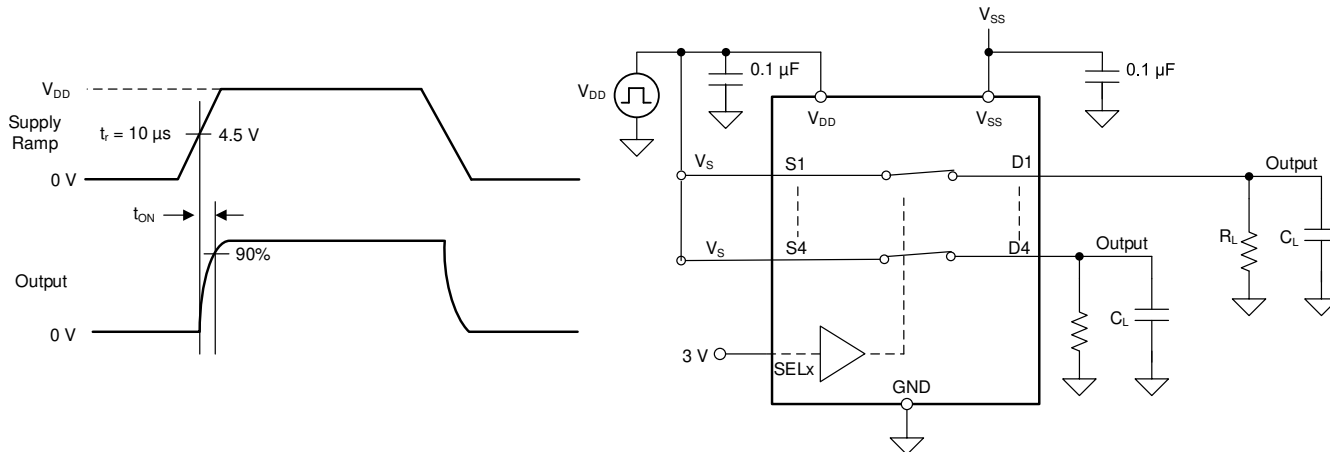 V_DD
Supply
Ramp
t_r = 10 µs
4.5 V
0 V
t_ON
90%
Output
0 V
V_SS
0.1 µF
0.1 µF
V_DD
V_DD
V_SS
V_S
S1
D1
Output
V_S
S4
D4
Output
R_L
C_L
C_L
3 V
SELx
GND